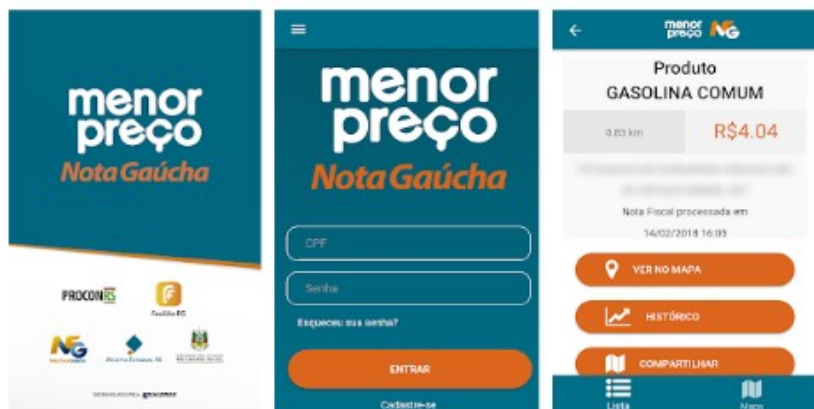 menor
preço
Nota Gaúcha
PROCON RS
NFG
menor
preço
Nota Gaúcha
CPF
Senha
Esqueceu sua senha?
ENTRAR
Cadastre-se
menor
preço NFG
Produto
GASOLINA COMUM
0.83 km
R$4.04
Nota Fiscal processada em
14/02/2018 16:05
VER NO MAPA
HISTÓRICO
COMPARTILHAR
Lista
Mapa